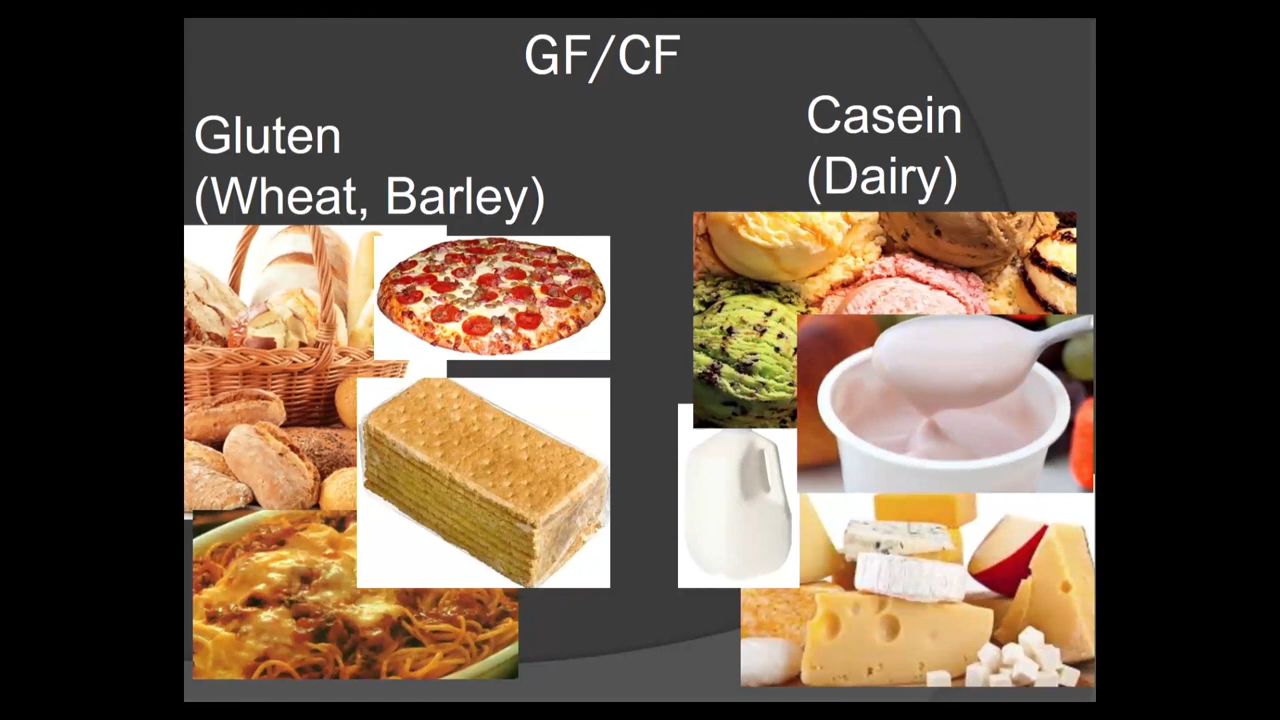 GF/CF
Gluten
(Wheat, Barley)
Casein
(Dairy)